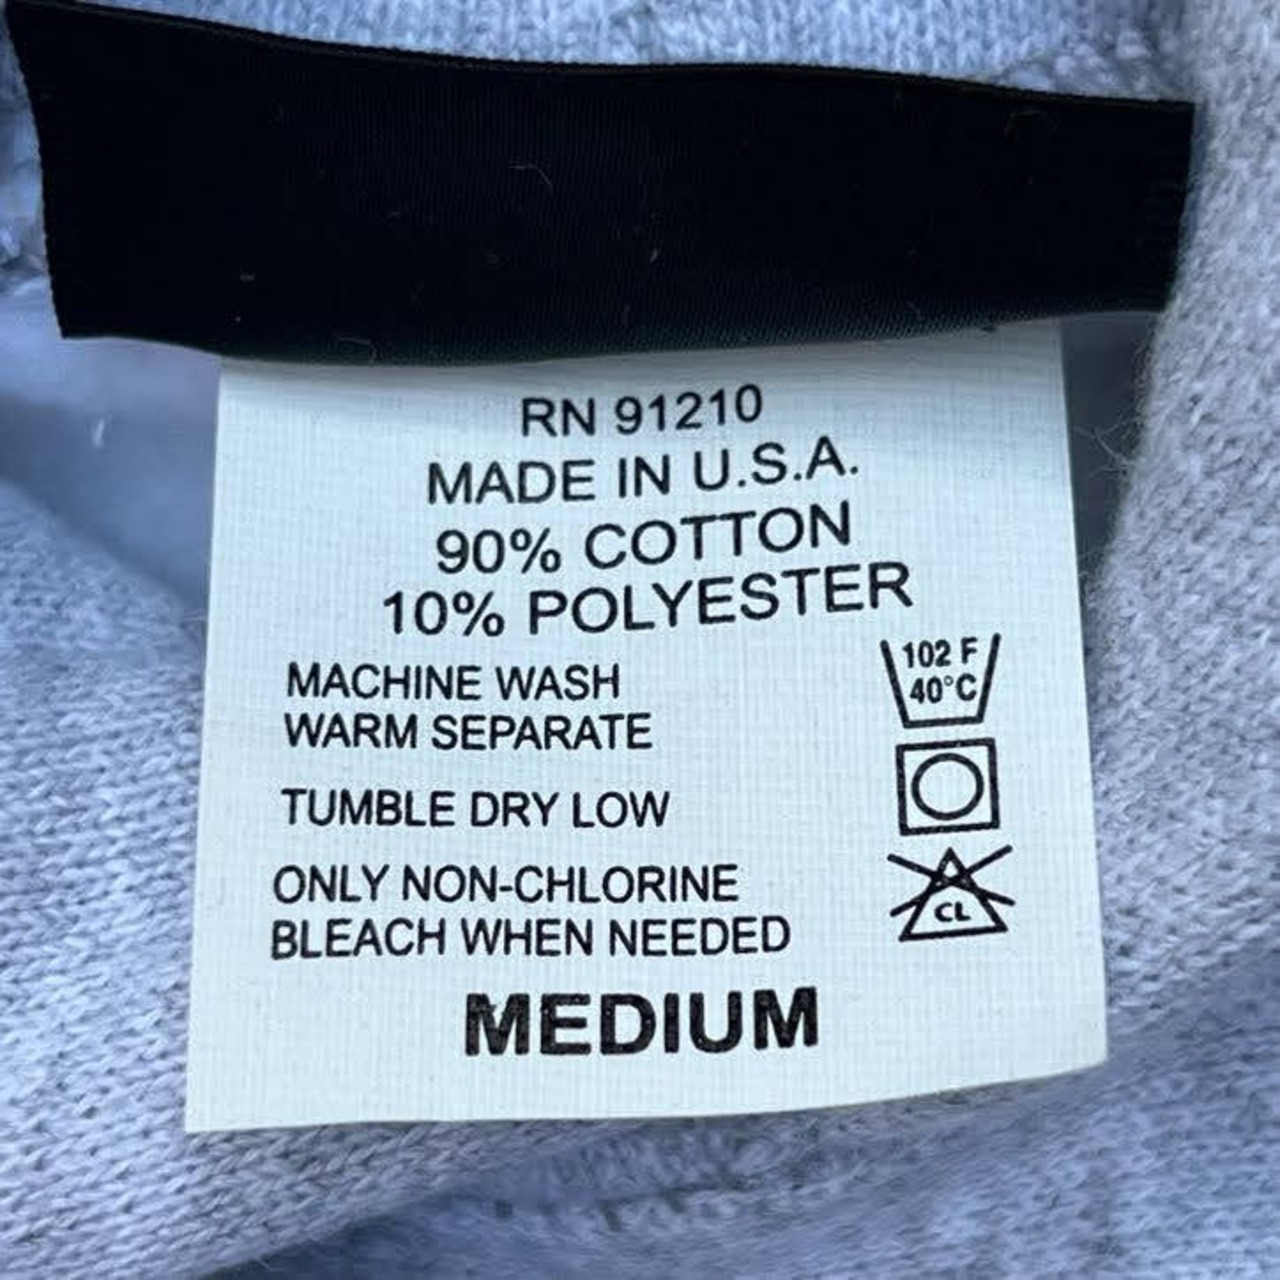 RN 91210
MADE IN U.S.A.
90% COTTON
10% POLYESTER
MACHINE WASH
WARM SEPARATE
102 F
40°C
TUMBLE DRY LOW
ONLY NON-CHLORINE
BLEACH WHEN NEEDED
CL
MEDIUM